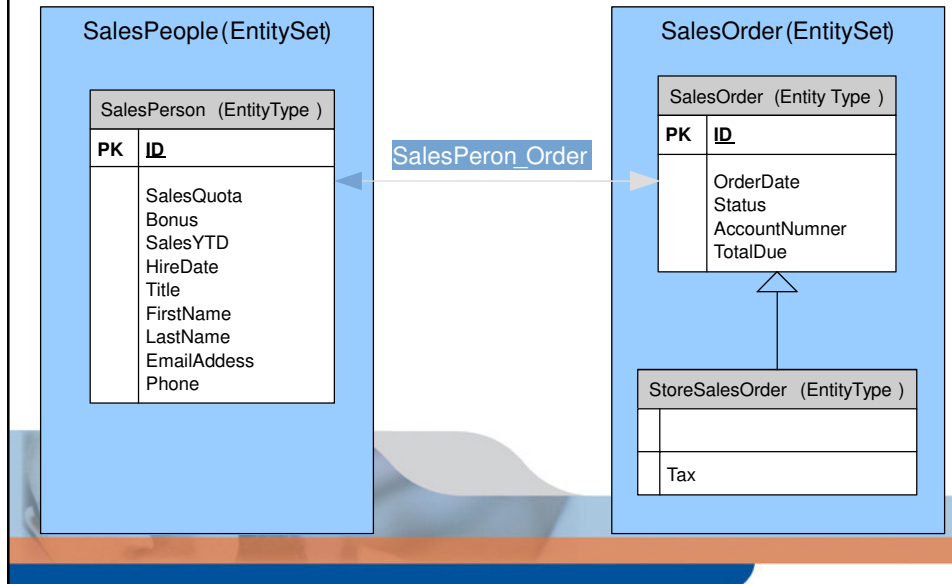 SalesPeople (EntitySet)
SalesPerson (EntityType )
PK ID
SalesQuota
Bonus
SalesYTD
HireDate
Title
FirstName
LastName
EmailAddess
Phone
SalesPeron_Order
SalesOrder (EntitySet)
SalesOrder (Entity Type )
PK ID
OrderDate
Status
AccountNumner
TotalDue
StoreSalesOrder (EntityType )
Tax